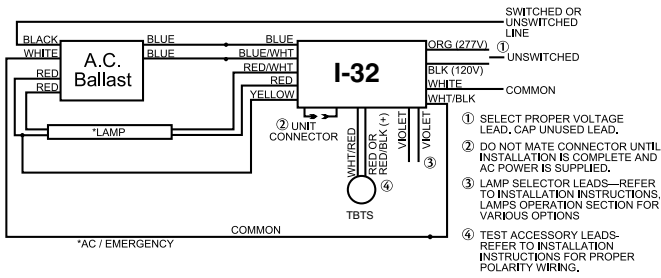 SWITCHED OR
UNSWITCHED
LINE
BLACK
BLUE
BLUE
WHITE
BLUE
BLUE/WHT
ORG (277V)
①
UNSWITCHED
A.C.
Ballast
I-32
RED
RED/WHT
BLK (120V)
RED
RED
WHITE
COMMON
YELLOW
WHT/BLK
*LAMP
② UNIT
CONNECTOR
WHT/RED
RED OR
RED/BLK (+)
VIOLET
VIOLET
③
④
TBTS
COMMON
*AC / EMERGENCY
① SELECT PROPER VOLTAGE
LEAD. CAP UNUSED LEAD.
② DO NOT MATE CONNECTOR UNTIL
INSTALLATION IS COMPLETE AND
AC POWER IS SUPPLIED.
③ LAMP SELECTOR LEADS—REFER
TO INSTALLATION INSTRUCTIONS,
LAMPS OPERATION SECTION FOR
VARIOUS OPTIONS
④ TEST ACCESSORY LEADS-
REFER TO INSTALLATION
INSTRUCTIONS FOR PROPER
POLARITY WIRING.